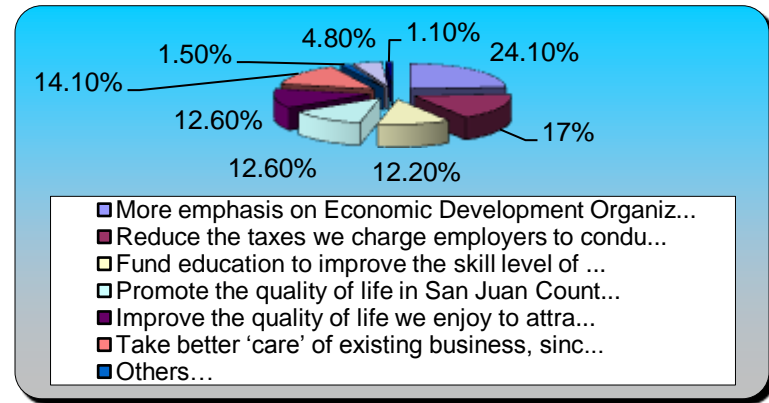 1.50%
4.80%
1.10%
24.10%
14.10%
12.60%
17%
12.60%
12.20%
More emphasis on Economic Development Organiz...
Reduce the taxes we charge employers to condu...
Fund education to improve the skill level of ...
Promote the quality of life in San Juan Count...
Improve the quality of life we enjoy to attra...
Take better ‘care’ of existing business, sinc...
Others…